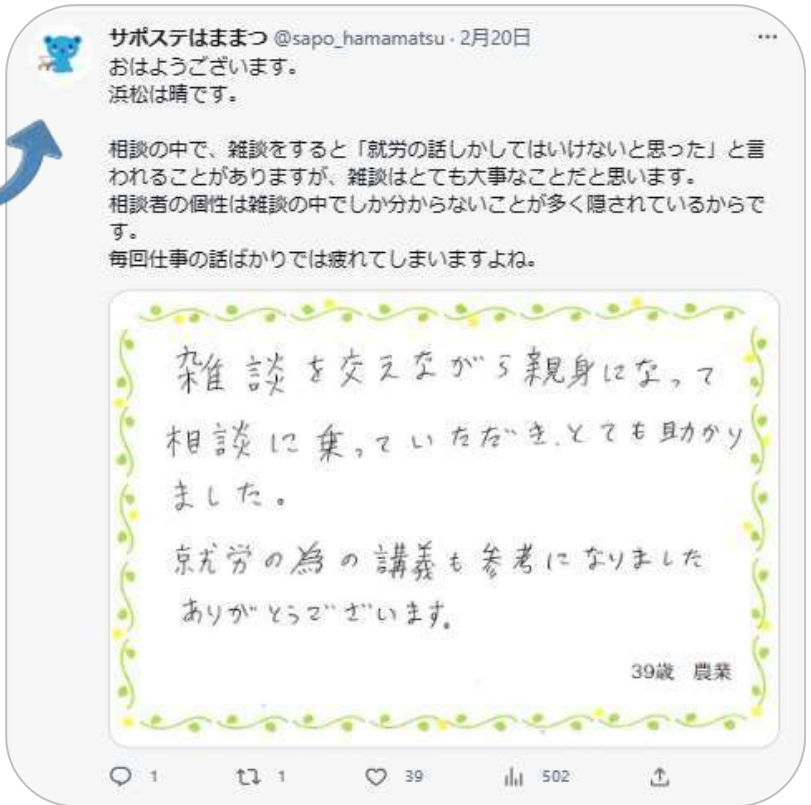 サポステはままつ @sapo_hamamatsu · 2月20日
おはようございます。
浜松は晴です。
相談の中で、雑談をすると「就労の話しかしてはいけないと思った」と言
われることがありますが、雑談はとても大事なことだと思います。
相談者の個性は雑談の中でしか分からないことが多く隠されているからで
す。
毎回仕事の話ばかりでは疲れてしまいますよね。
雑談を交えながら親身になって
相談に乗っていただき、とても助かり
ました。
就労の為の講義も参考になりました
ありがとうございます。
39歳 農業
1 1 39 502